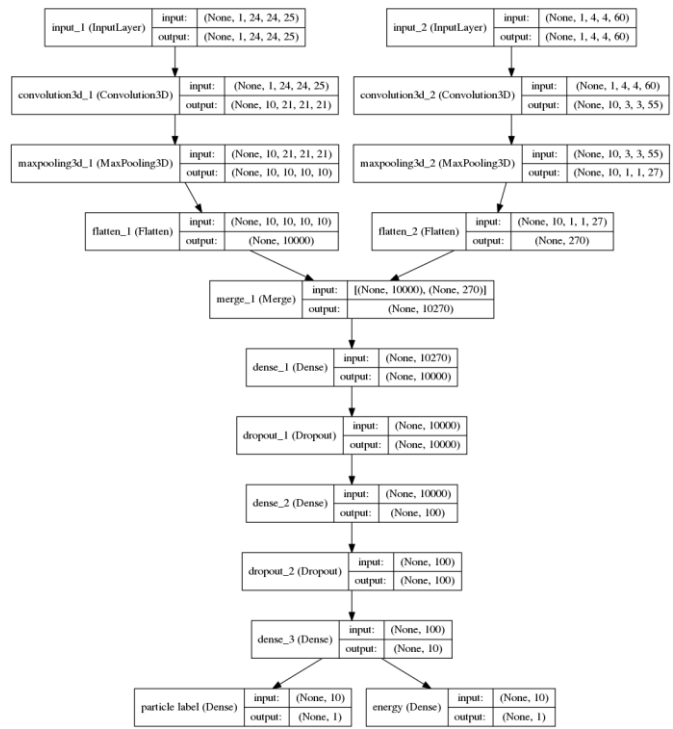 input_1 (InputLayer) input: (None, 1, 24, 24, 25) output: (None, 1, 24, 24, 25)
input_2 (InputLayer) input: (None, 1, 4, 4, 60) output: (None, 1, 4, 4, 60)
convolution3d_1 (Convolution3D) input: (None, 1, 24, 24, 25) output: (None, 10, 21, 21, 21)
convolution3d_2 (Convolution3D) input: (None, 1, 4, 4, 60) output: (None, 10, 3, 3, 55)
maxpooling3d_1 (MaxPooling3D) input: (None, 10, 21, 21, 21) output: (None, 10, 10, 10, 10)
maxpooling3d_2 (MaxPooling3D) input: (None, 10, 3, 3, 55) output: (None, 10, 1, 1, 27)
flatten_1 (Flatten) input: (None, 10, 10, 10, 10) output: (None, 10000)
flatten_2 (Flatten) input: (None, 10, 1, 1, 27) output: (None, 270)
merge_1 (Merge) input: [(None, 10000), (None, 270)] output: (None, 10270)
dense_1 (Dense) input: (None, 10270) output: (None, 10000)
dropout_1 (Dropout) input: (None, 10000) output: (None, 10000)
dense_2 (Dense) input: (None, 10000) output: (None, 100)
dropout_2 (Dropout) input: (None, 100) output: (None, 100)
dense_3 (Dense) input: (None, 100) output: (None, 10)
particle label (Dense) input: (None, 10) output: (None, 1)
energy (Dense) input: (None, 10) output: (None, 1)